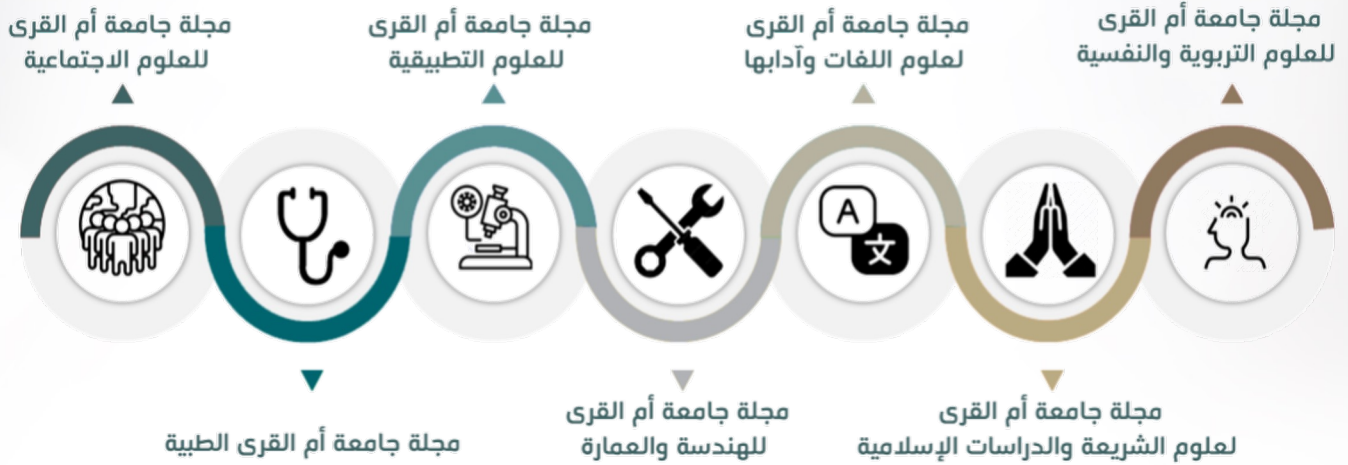 مجلة جامعة أم القرى
للعلوم التربوية والنفسية
مجلة جامعة أم القرى
لعلوم اللغات وآدابها
مجلة جامعة أم القرى
للعلوم التطبيقية
مجلة جامعة أم القرى
للعلوم الاجتماعية
A
文
مجلة جامعة أم القرى
لعلوم الشريعة والدراسات الإسلامية
مجلة جامعة أم القرى
للهندسة والعمارة
مجلة جامعة أم القرى الطبية